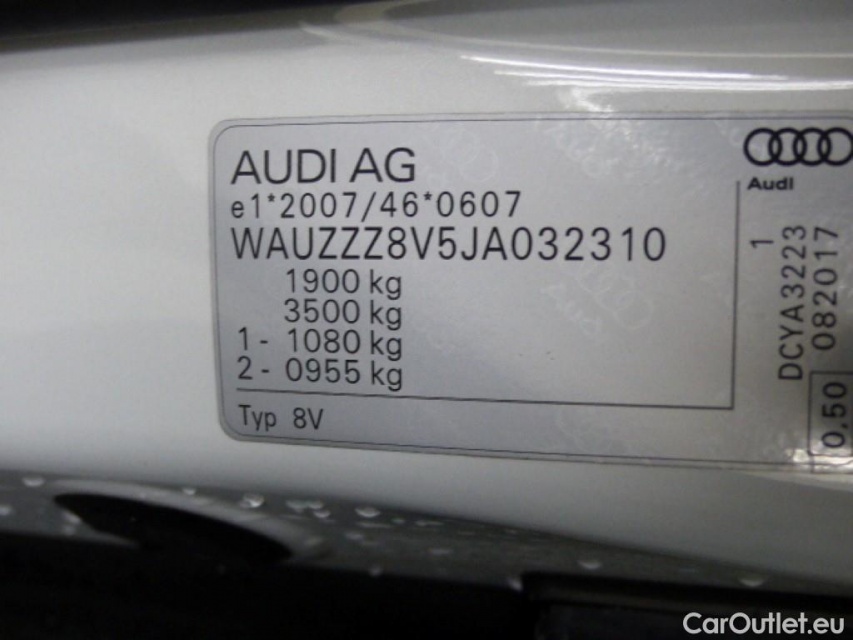 AUDI AG
e1*2007/46*0607
WAUZZZ8V5JA032310
1900 kg
3500 kg
1 - 1080 kg
2 - 0955 kg
Typ 8V
Audi
1
DCYA3223
082017
0,50
CarOutlet.eu